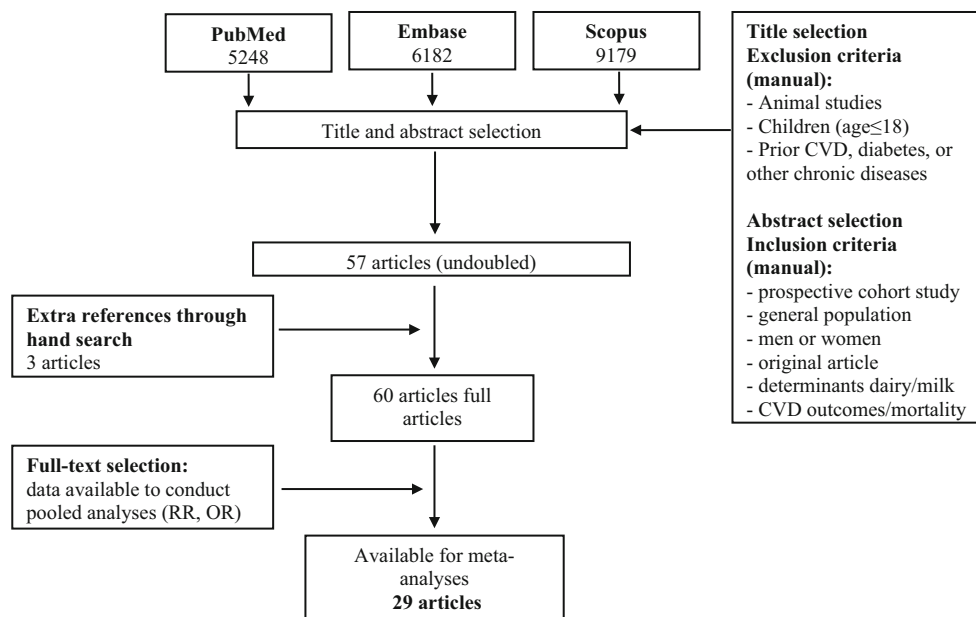 PubMed
5248
Embase
6182
Scopus
9179
Title and abstract selection
Title selection
Exclusion criteria
(manual):
- Animal studies
- Children (age≤18)
- Prior CVD, diabetes, or
other chronic diseases
Abstract selection
Inclusion criteria
(manual):
- prospective cohort study
- general population
- men or women
- original article
- determinants dairy/milk
- CVD outcomes/mortality
57 articles (undoubled)
Extra references through
hand search
3 articles
60 articles full
articles
Full-text selection:
data available to conduct
pooled analyses (RR, OR)
Available for meta-
analyses
29 articles